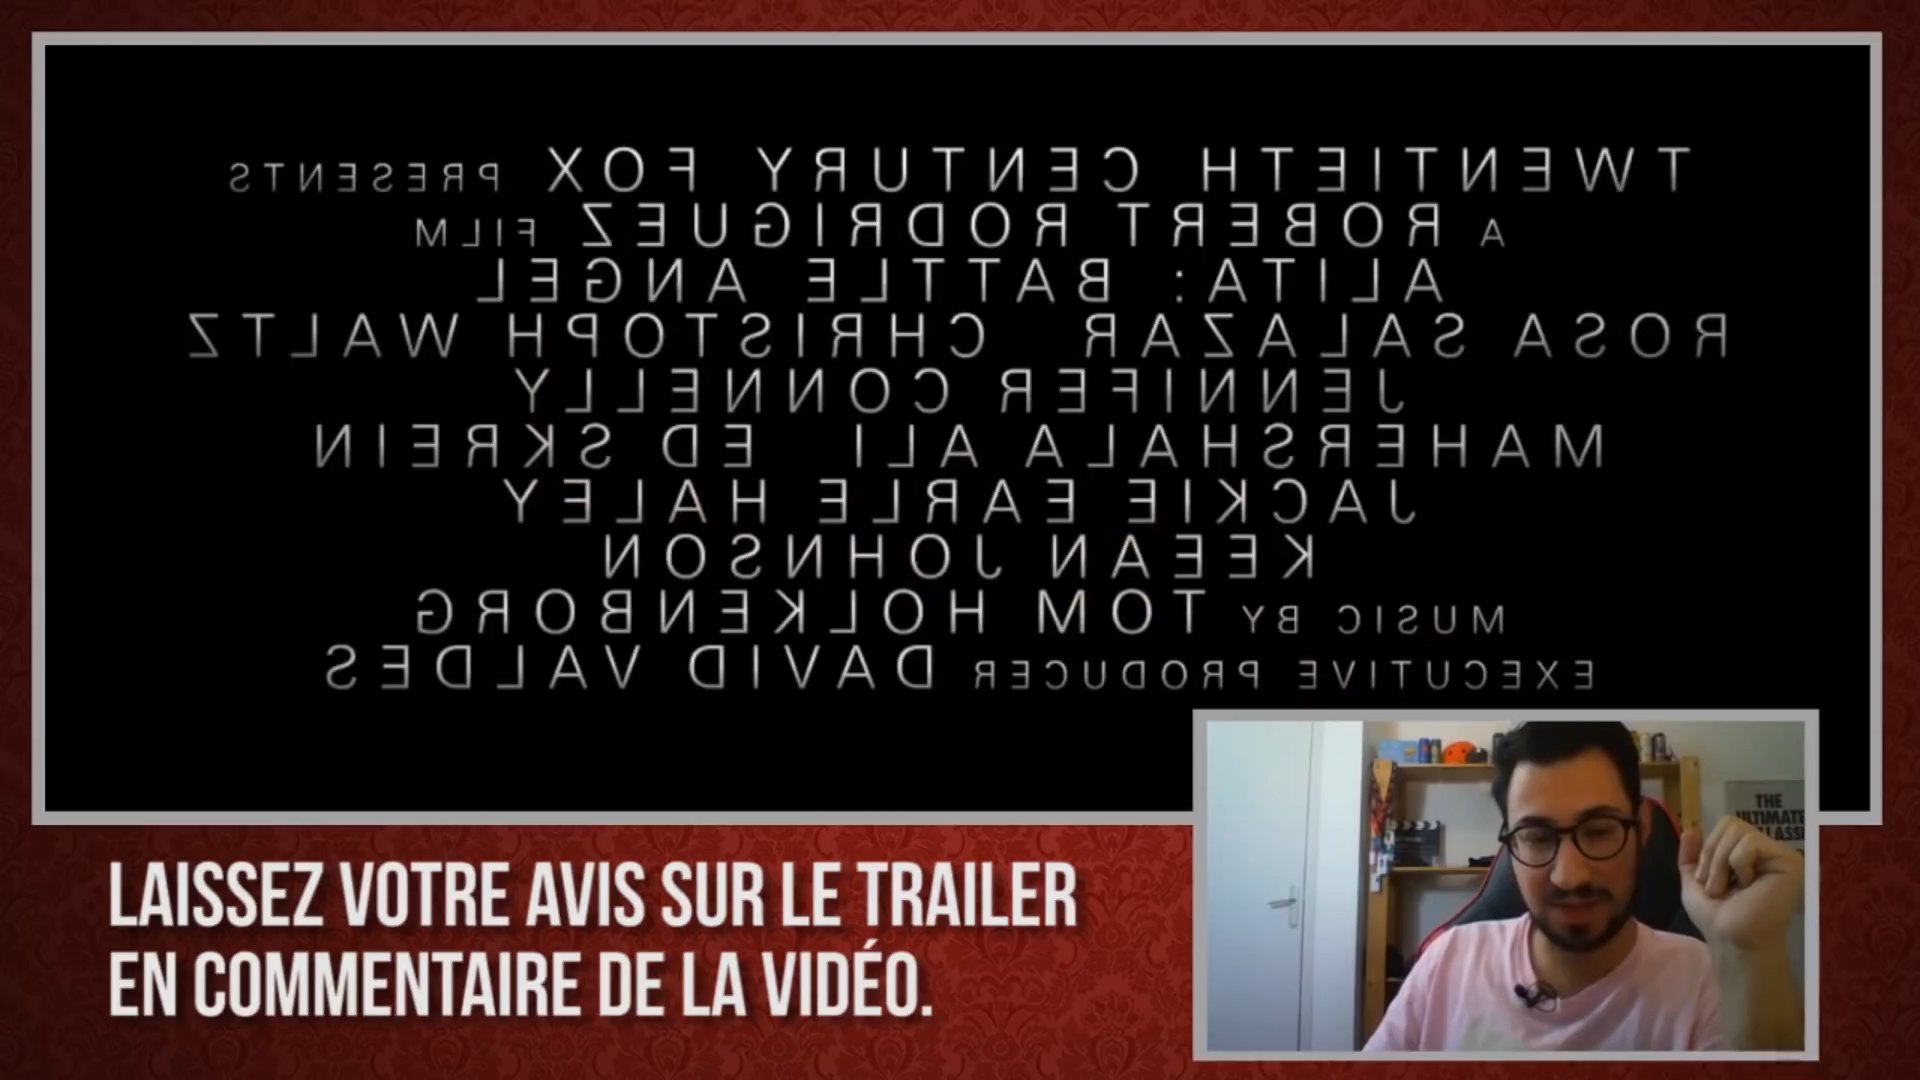 TWENTIETH CENTURY FOX PRESENTS
A ROBERT RODRIGUEZ FILM
ALITA: BATTLE ANGEL
ROSA SALAZAR CHRISTOPH WALTZ
JENNIFER CONNELLY
MAHERSHALA ALI ED SKREIN
JACKIE EARLE HALEY
KEEAN JOHNSON
MUSIC BY TOM HOLKENBORG
EXECUTIVE PRODUCER DAVID VALDES
THE
ULTIMATE
LAISSEZ VOTRE AVIS SUR LE TRAILER
EN COMMENTAIRE DE LA VIDÉO.